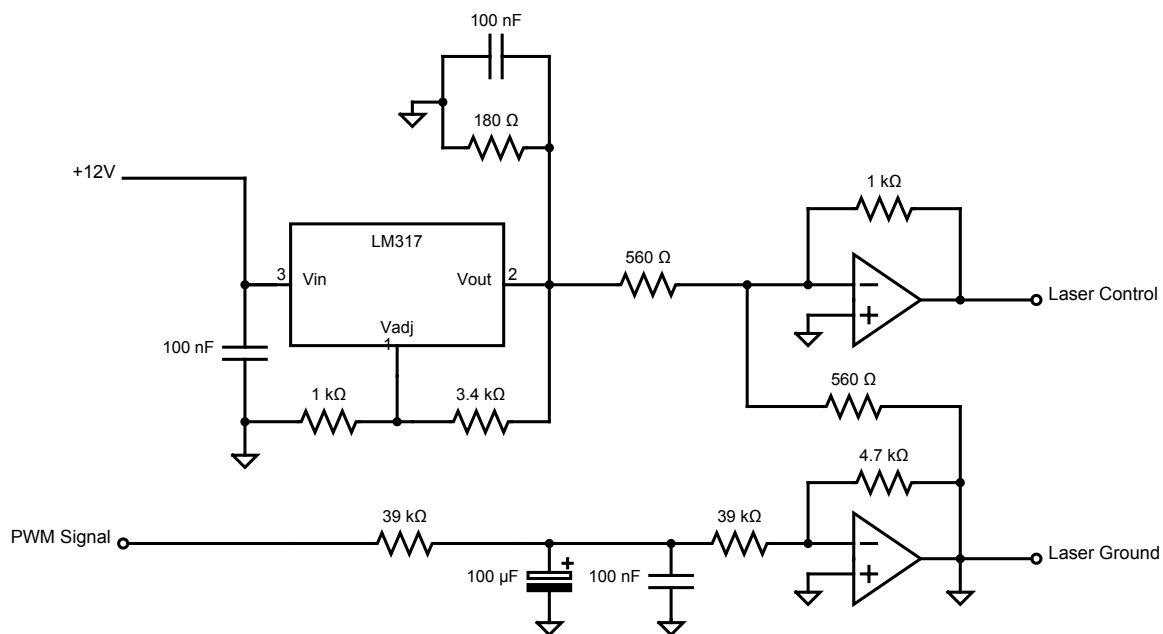 100 nF
180 Ω
+12V
1 kΩ
LM317
560 Ω
3
Vin
Vout
2
Laser Control
Vadj
1
100 nF
560 Ω
1 kΩ
3.4 kΩ
4.7 kΩ
39 kΩ
39 kΩ
PWM Signal
Laser Ground
100 µF
100 nF